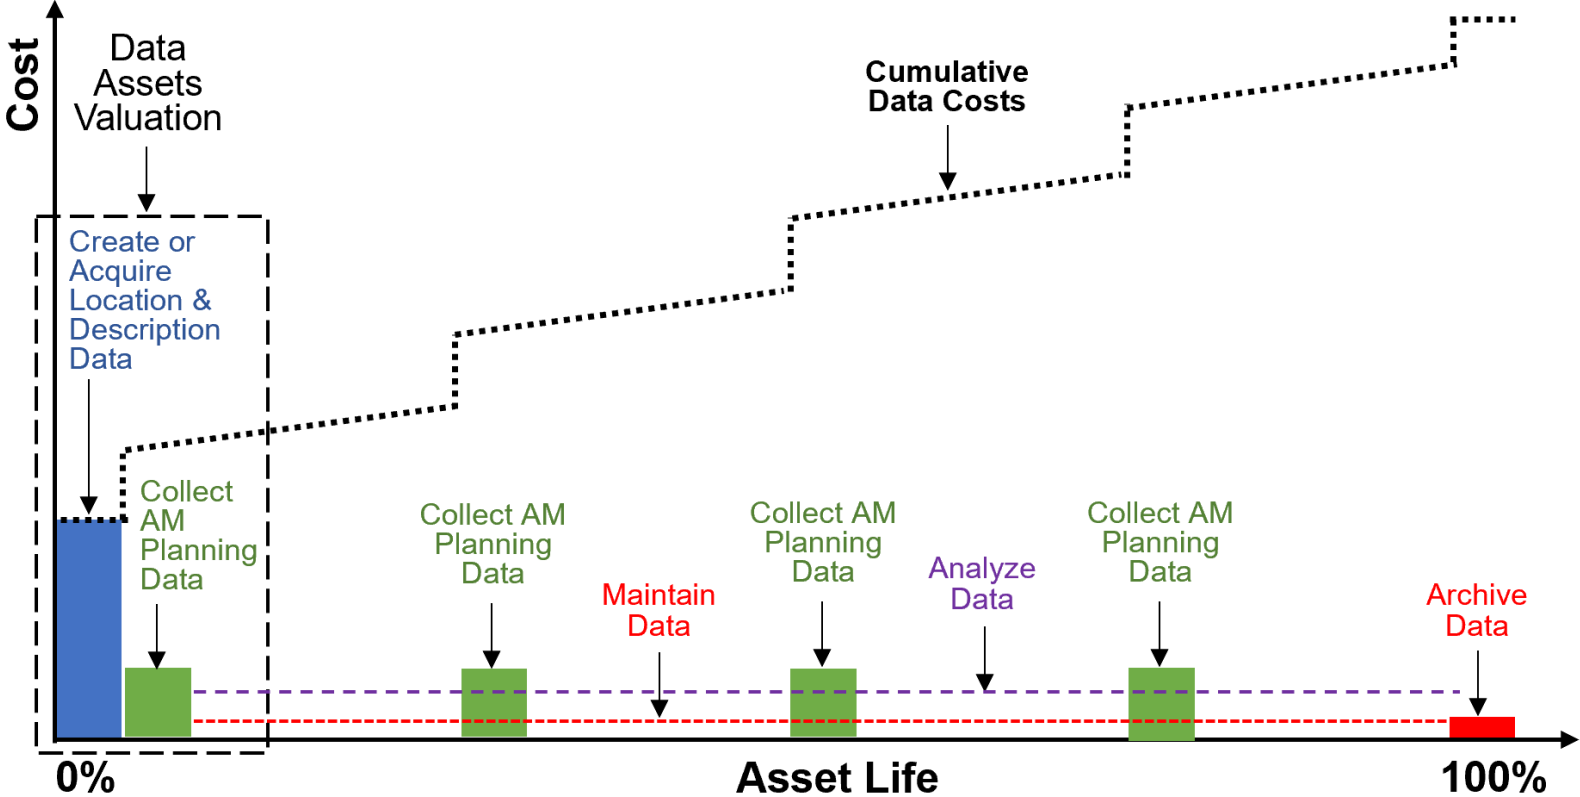 Cost
Data
Assets
Valuation
Cumulative
Data Costs
Create or
Acquire
Location &
Description
Data
Collect
AM
Planning
Data
Collect AM
Planning
Data
Maintain
Data
Collect AM
Planning
Data
Analyze
Data
Collect AM
Planning
Data
Archive
Data
0%
Asset Life
100%